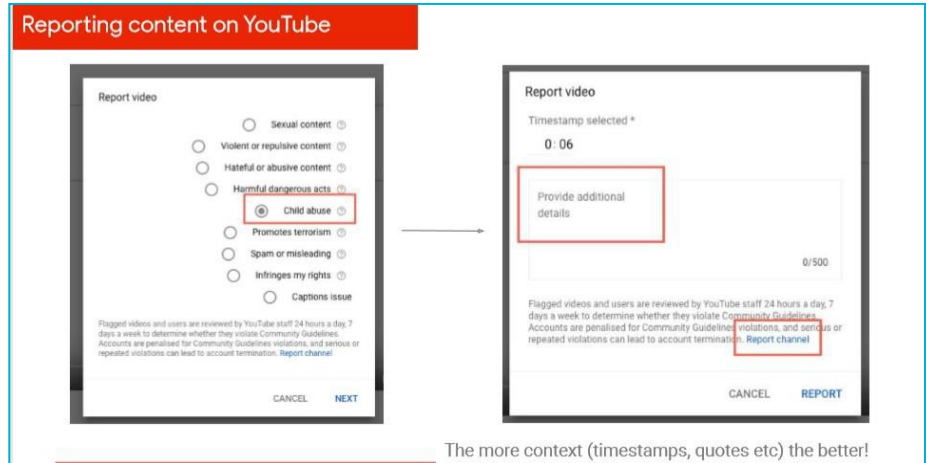 Reporting content on YouTube
Report video
Sexual content
Violent or repulsive content
Hateful or abusive content
Harmful dangerous acts
Child abuse
Promotes terrorism
Spam or misleading
Infringes my rights
Captions issue
Flagged videos and users are reviewed by YouTube staff 24 hours a day, 7
days a week to determine whether they violate Community Guidelines.
Accounts are penalised for Community Guidelines violations, and serious or
repeated violations can lead to account termination. Report channel
CANCEL NEXT
Report video
Timestamp selected *
0: 06
Provide additional
details
0/500
Flagged videos and users are reviewed by YouTube staff 24 hours a day, 7
days a week to determine whether they violate Community Guidelines.
Accounts are penalised for Community Guidelines violations, and serious or
repeated violations can lead to account termination. Report channel
CANCEL REPORT
The more context (timestamps, quotes etc) the better!